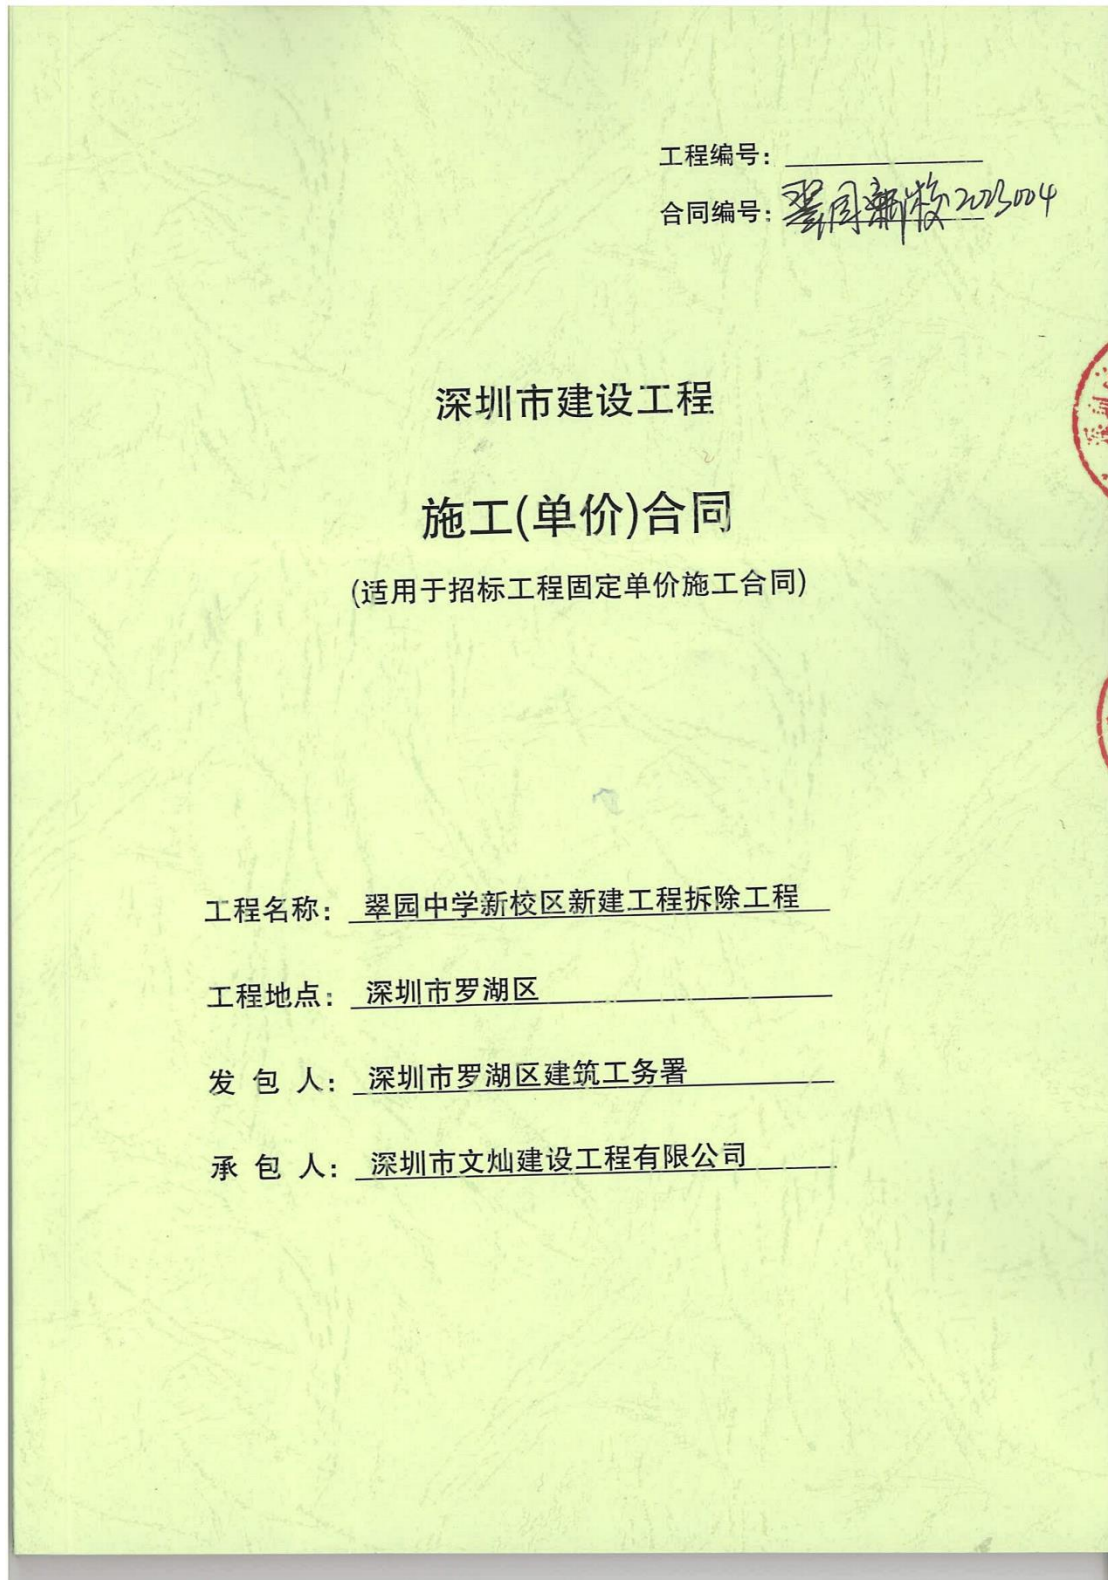 工程编号：
合同编号：翠园新校2023004
深圳市建设工程
施工(单价)合同
(适用于招标工程固定单价施工合同)
工程名称：翠园中学新校区新建工程拆除工程
工程地点：深圳市罗湖区
发包人：深圳市罗湖区建筑工务署
承包人：深圳市文灿建设工程有限公司